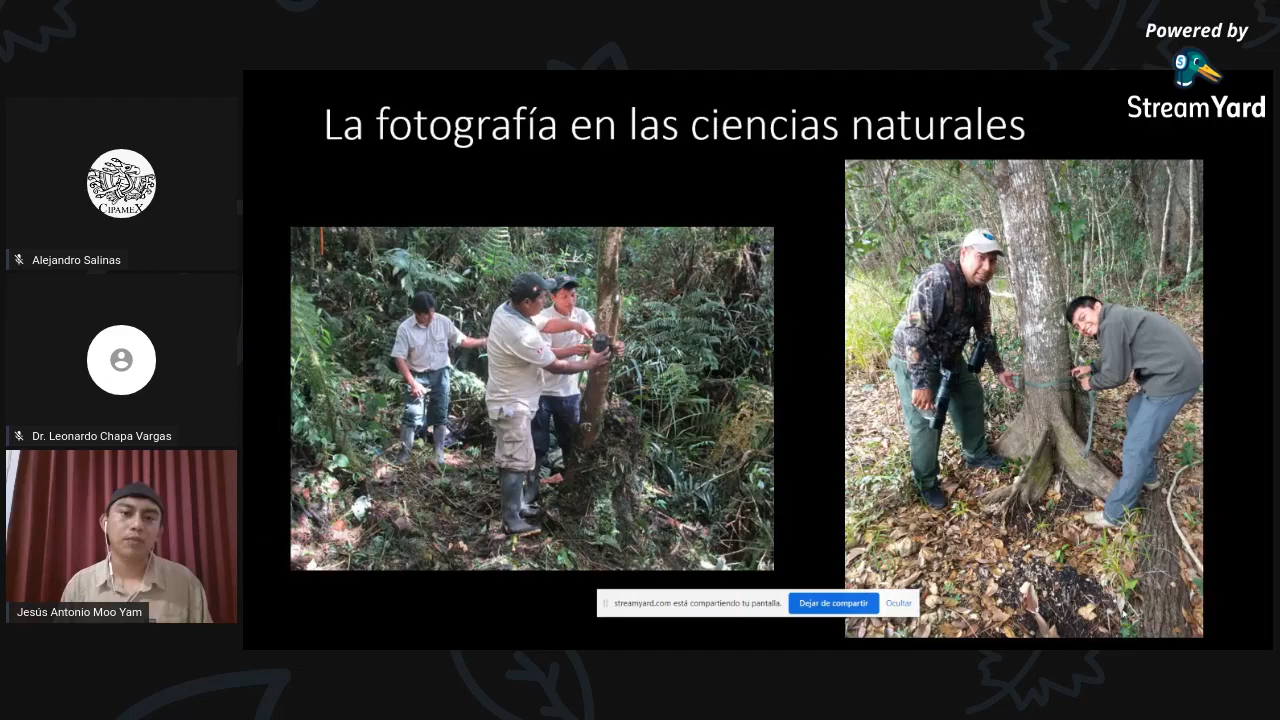 Powered by
StreamYard
La fotografía en las ciencias naturales
CIPAMEX
Alejandro Salinas
Dr. Leonardo Chapa Vargas
Jesús Antonio Moo Yam
streamyard.com está compartiendo tu pantalla.
Dejar de compartir
Ocultar